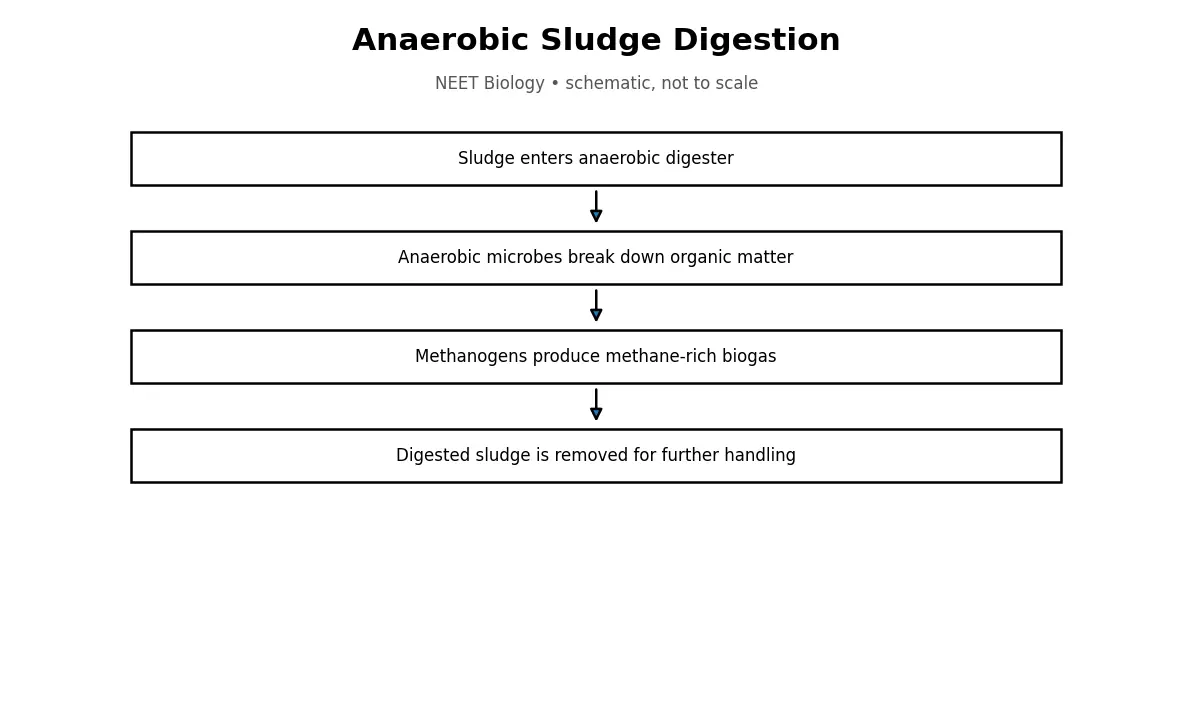 Anaerobic Sludge Digestion
NEET Biology • schematic, not to scale
Sludge enters anaerobic digester
Anaerobic microbes break down organic matter
Methanogens produce methane-rich biogas
Digested sludge is removed for further handling